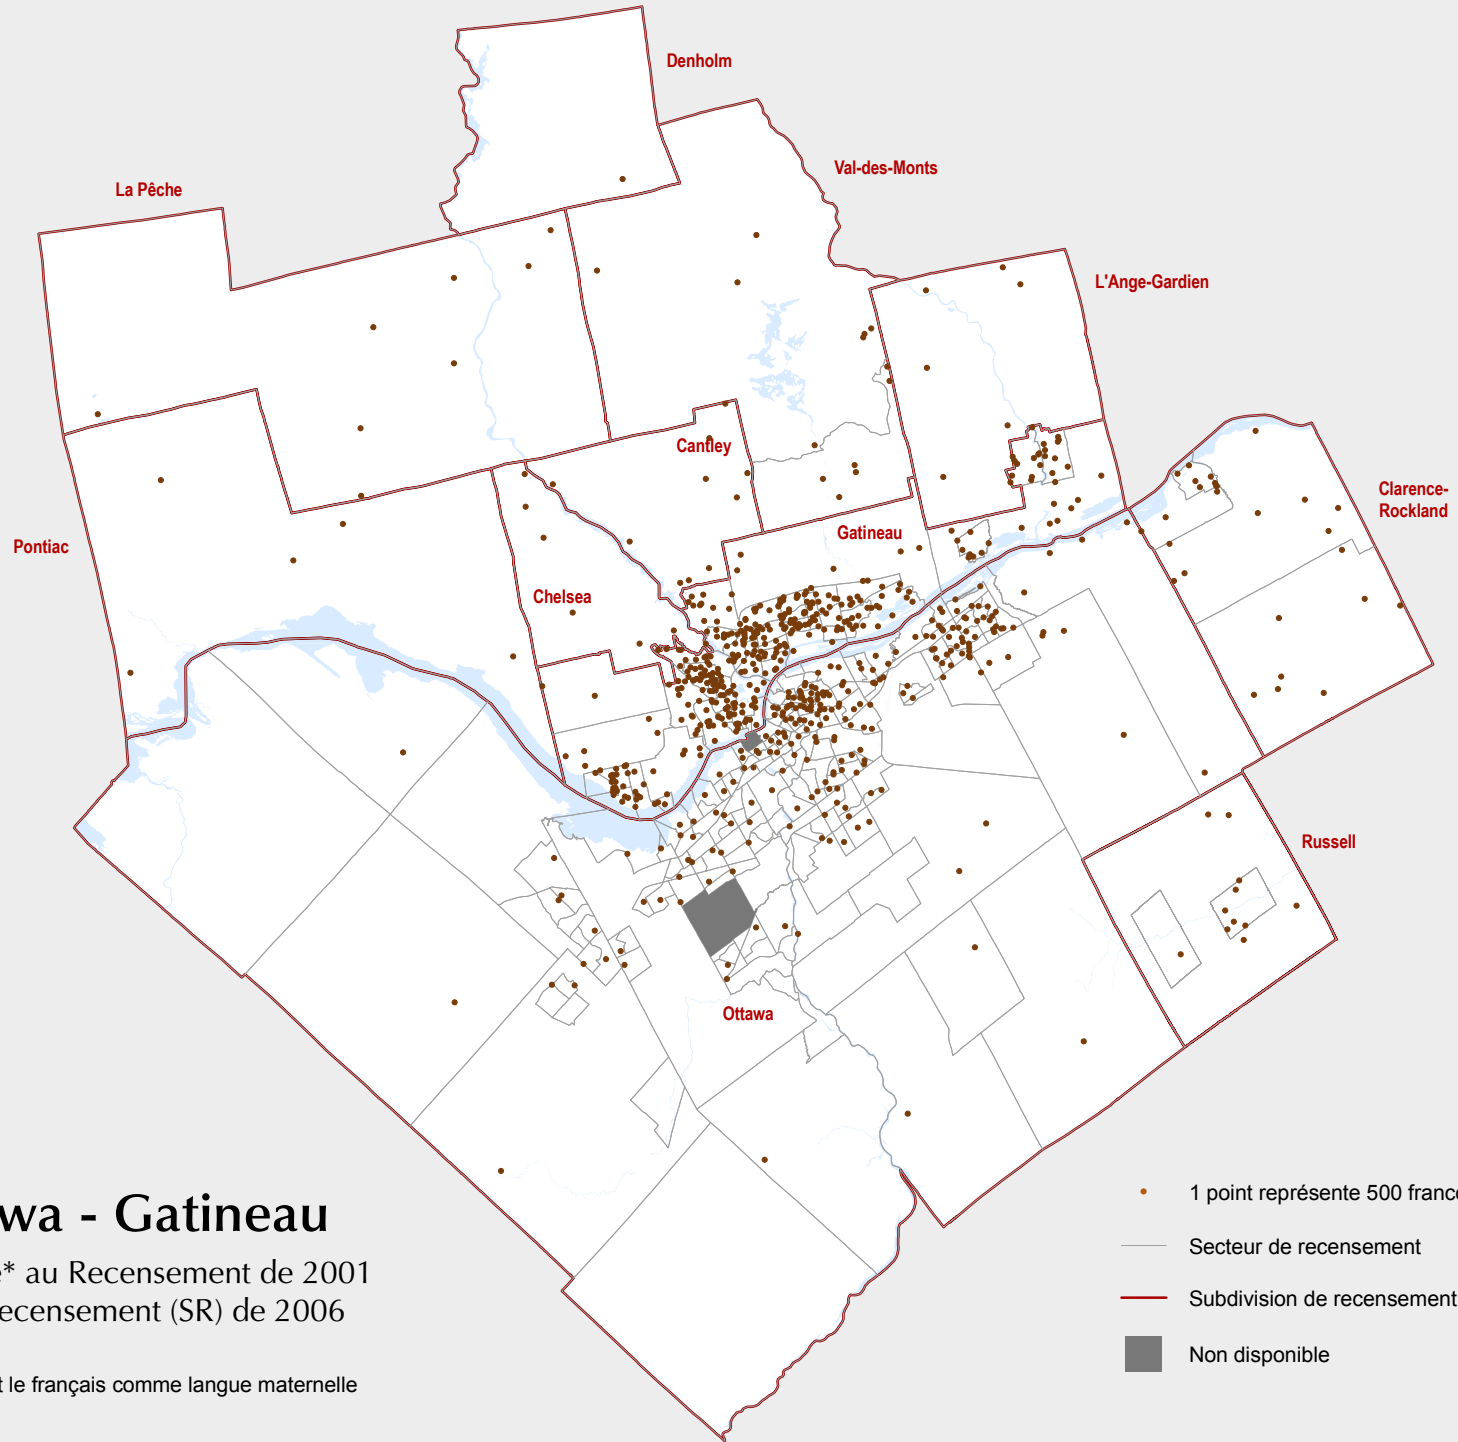 Denholm
Val-des-Monts
La Pêche
L'Ange-Gardien
Cantley
Clarence-
Rockland
Gatineau
Pontiac
Chelsea
Russell
Ottawa
wa - Gatineau
* au Recensement de 2001
ecensement (SR) de 2006
t le français comme langue maternelle
1 point représente 500 franco
Secteur de recensement
Subdivision de recensement
Non disponible